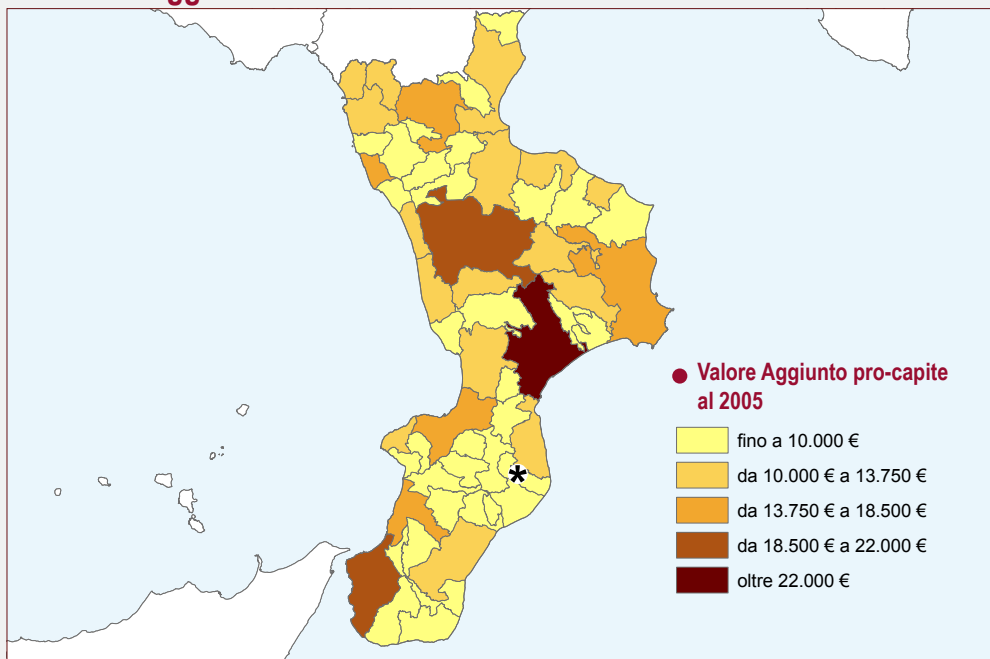 Valore Aggiunto pro-capite
al 2005
fino a 10.000 €
da 10.000 € a 13.750 €
da 13.750 € a 18.500 €
da 18.500 € a 22.000 €
oltre 22.000 €
*